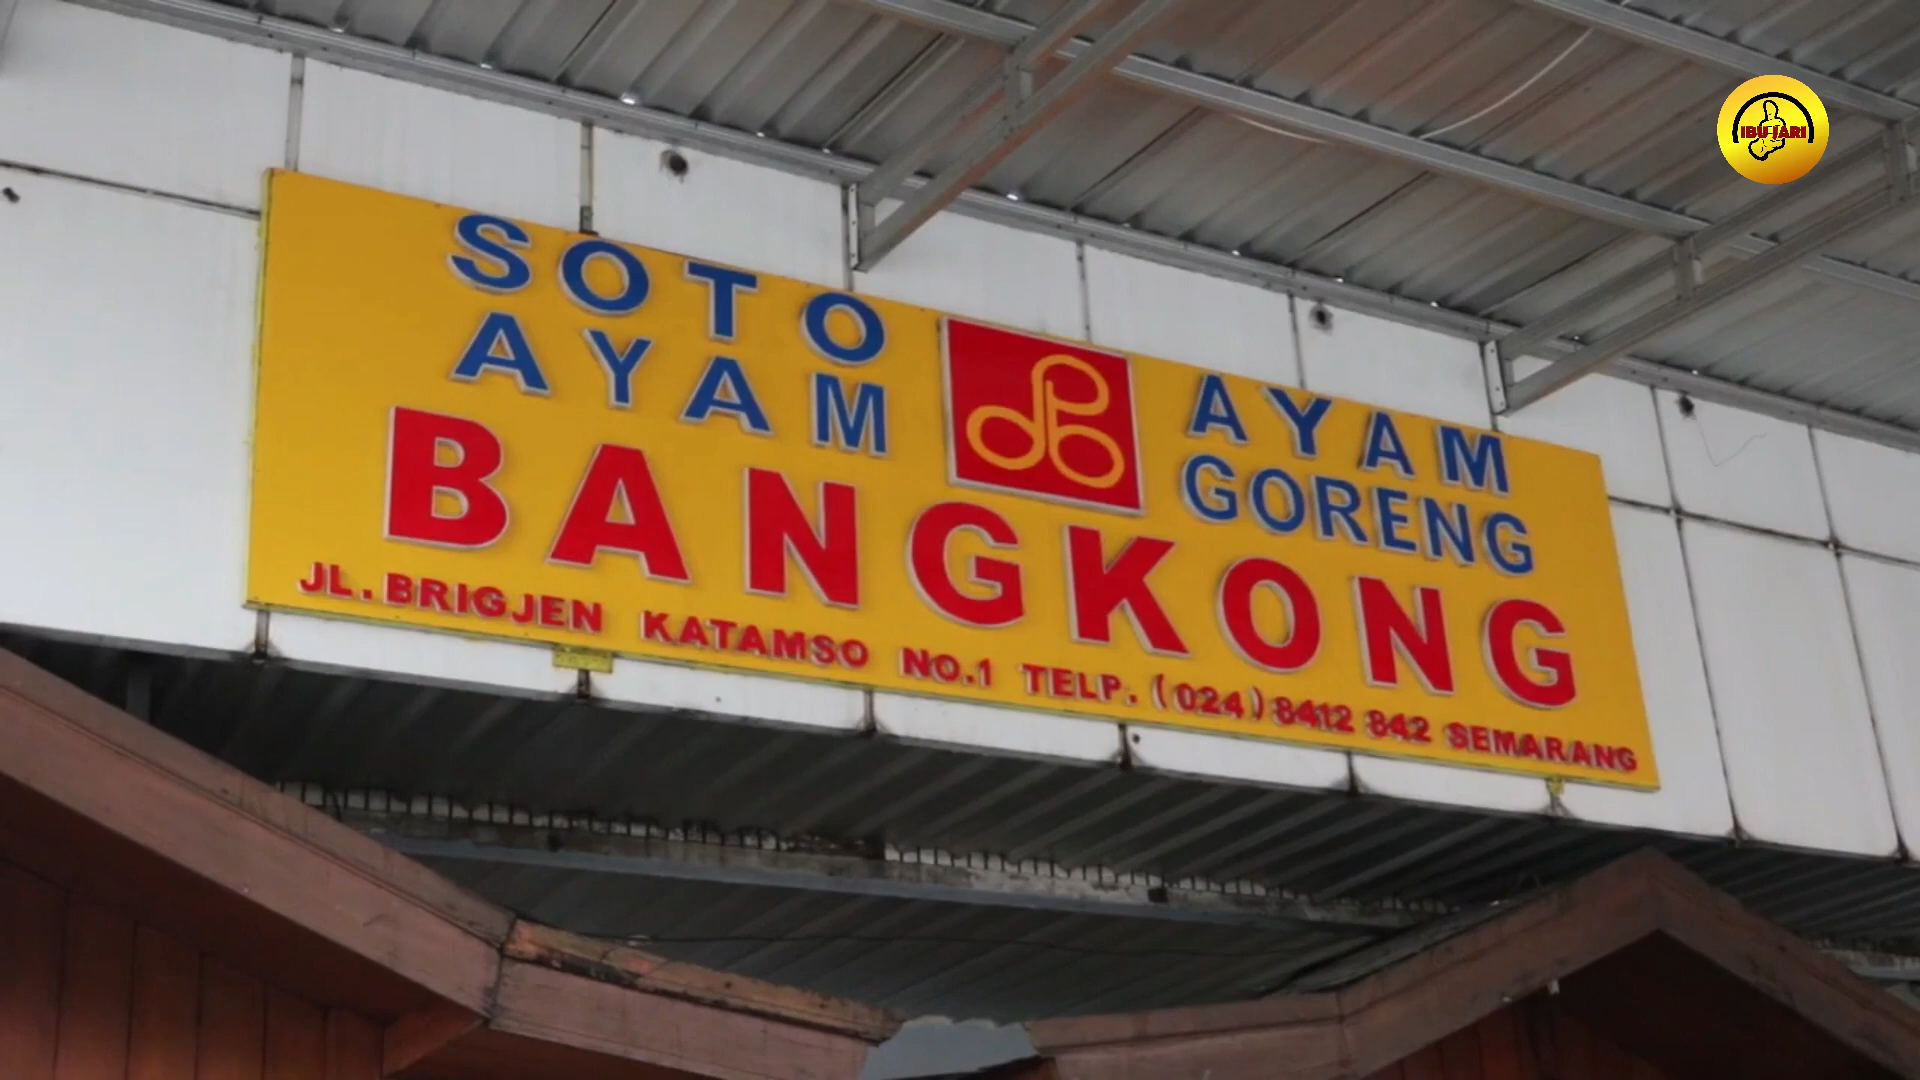 SOTO
AYAM
AYAM
GORENG
BANGKONG
JL. BRIGJEN KATAMSO NO.1 TELP. (024) 8412 842 SEMARANG
IBU JARI